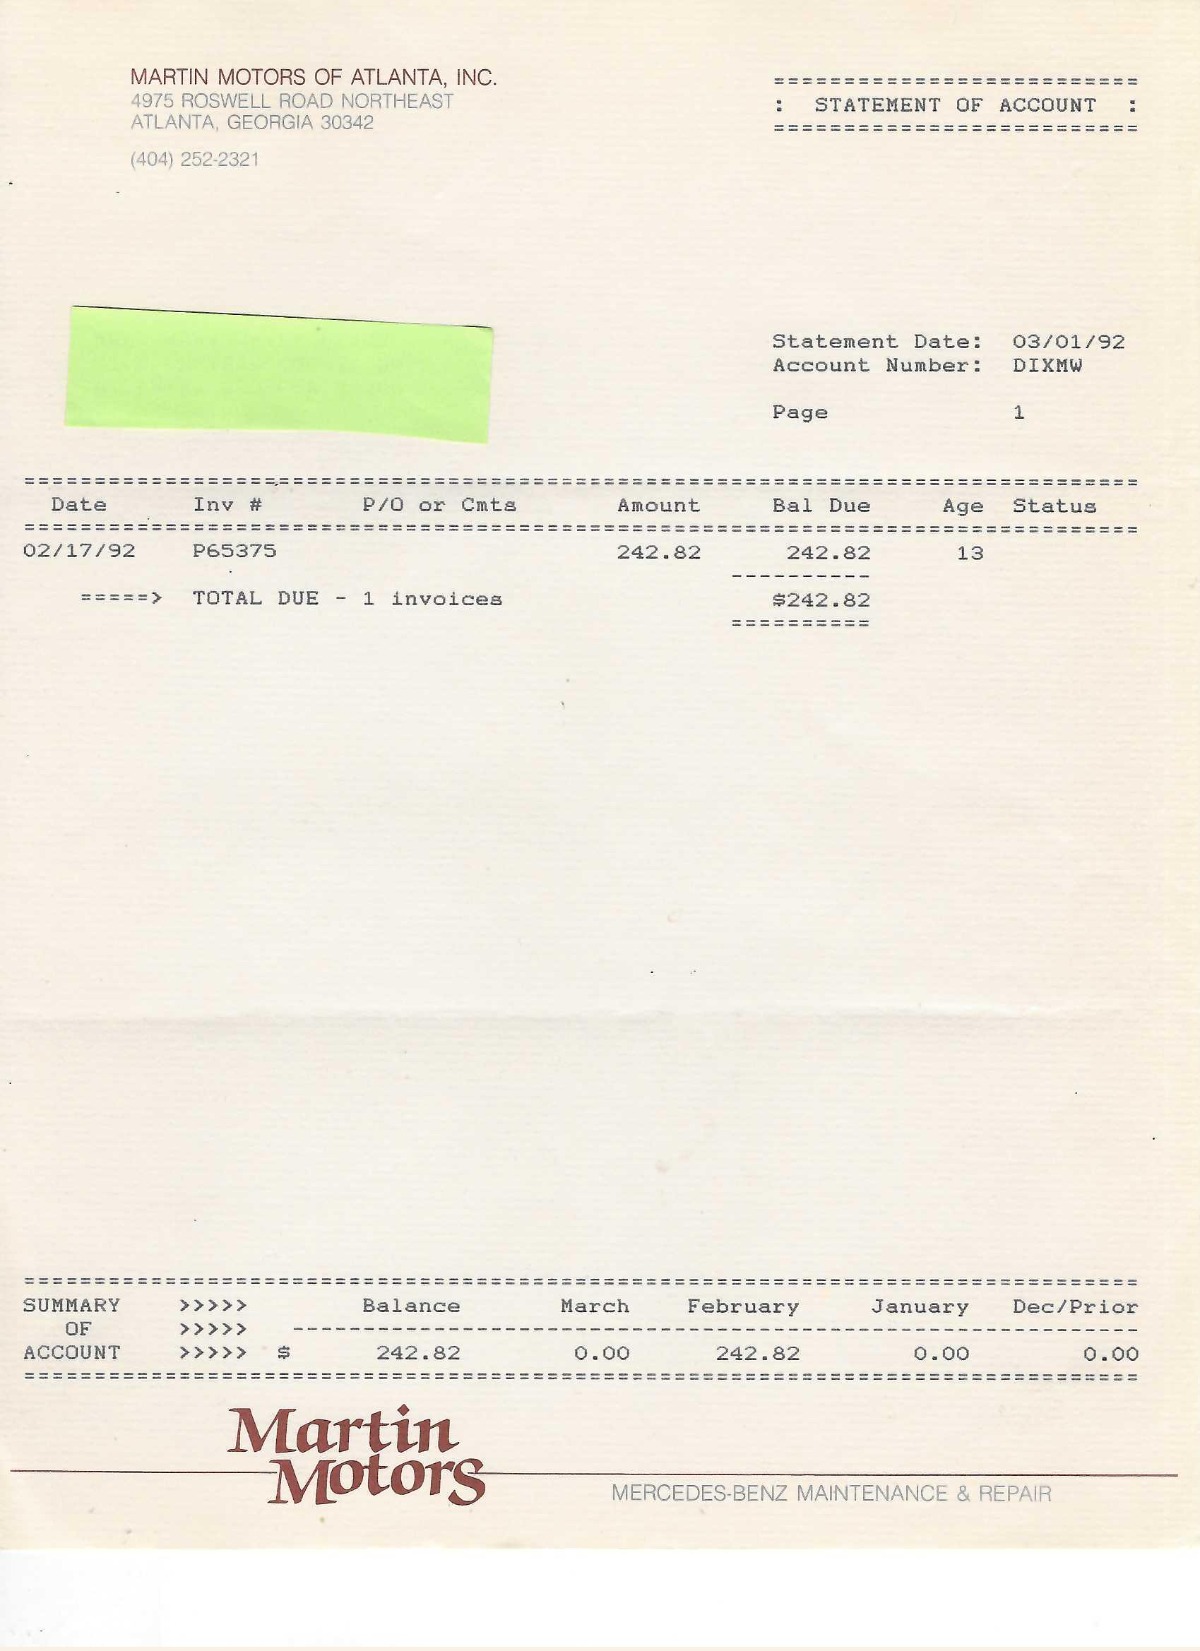 MARTIN MOTORS OF ATLANTA, INC.
4975 ROSWELL ROAD NORTHEAST
ATLANTA, GEORGIA 30342
(404) 252-2321
==========================
: STATEMENT OF ACCOUNT :
==========================
Statement Date: 03/01/92
Account Number: DIXMW
Page 1
===============================================================================
Date Inv # P/O or Cmts Amount Bal Due Age Status
===============================================================================
02/17/92 P65375 242.82 242.82 13
----------
=====> TOTAL DUE - 1 invoices $242.82
==========
===============================================================================
SUMMARY >>>>> Balance March February January Dec/Prior
OF >>>>> ------------------------------------------------------------
ACCOUNT >>>>> $ 242.82 0.00 242.82 0.00 0.00
===============================================================================
Martin
Motors
MERCEDES-BENZ MAINTENANCE & REPAIR